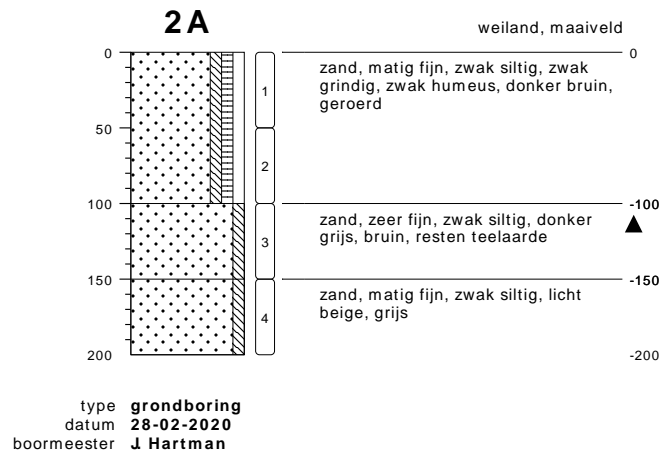 2A
weiland, maaiveld
0
0
zand, matig fijn, zwak siltig, zwak
grindig, zwak humeus, donker bruin,
geroerd
1
50
2
100
-100
zand, zeer fijn, zwak siltig, donker
grijs, bruin, resten teelaarde
3
150
-150
zand, matig fijn, zwak siltig, licht
beige, grijs
4
200
-200
type grondboring
datum 28-02-2020
boormeester J. Hartman